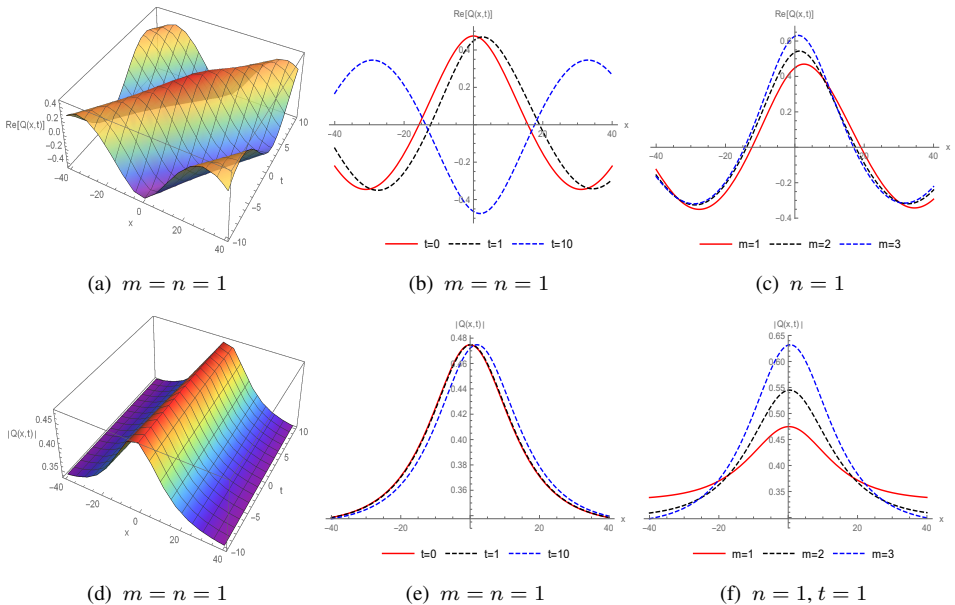 Re[Q(x,t)]
0.4
0.2
0.0
-0.2
-0.4
-40
-20
0
20
40
x
10
5
0
-5
-10
t
Re[Q(x,t)]
0.4
0.2
-0.2
-0.4
-40
-20
20
40
x
t=0 t=1 t=10
Re[Q(x,t)]
0.6
0.4
0.2
-0.2
-0.4
-40
-20
20
40
x
m=1 m=2 m=3
(a) m = n = 1
(b) m = n = 1
(c) n = 1
|Q(x,t)|
0.45
0.40
0.35
-40
-20
0
20
40
x
10
5
0
-5
-10
t
|Q(x,t)|
0.48
0.46
0.44
0.42
0.40
0.38
0.36
-40
-20
20
40
x
t=0 t=1 t=10
|Q(x,t)|
0.65
0.60
0.55
0.50
0.45
0.40
0.35
-40
-20
0
20
40
x
m=1 m=2 m=3
(d) m = n = 1
(e) m = n = 1
(f) n = 1, t = 1